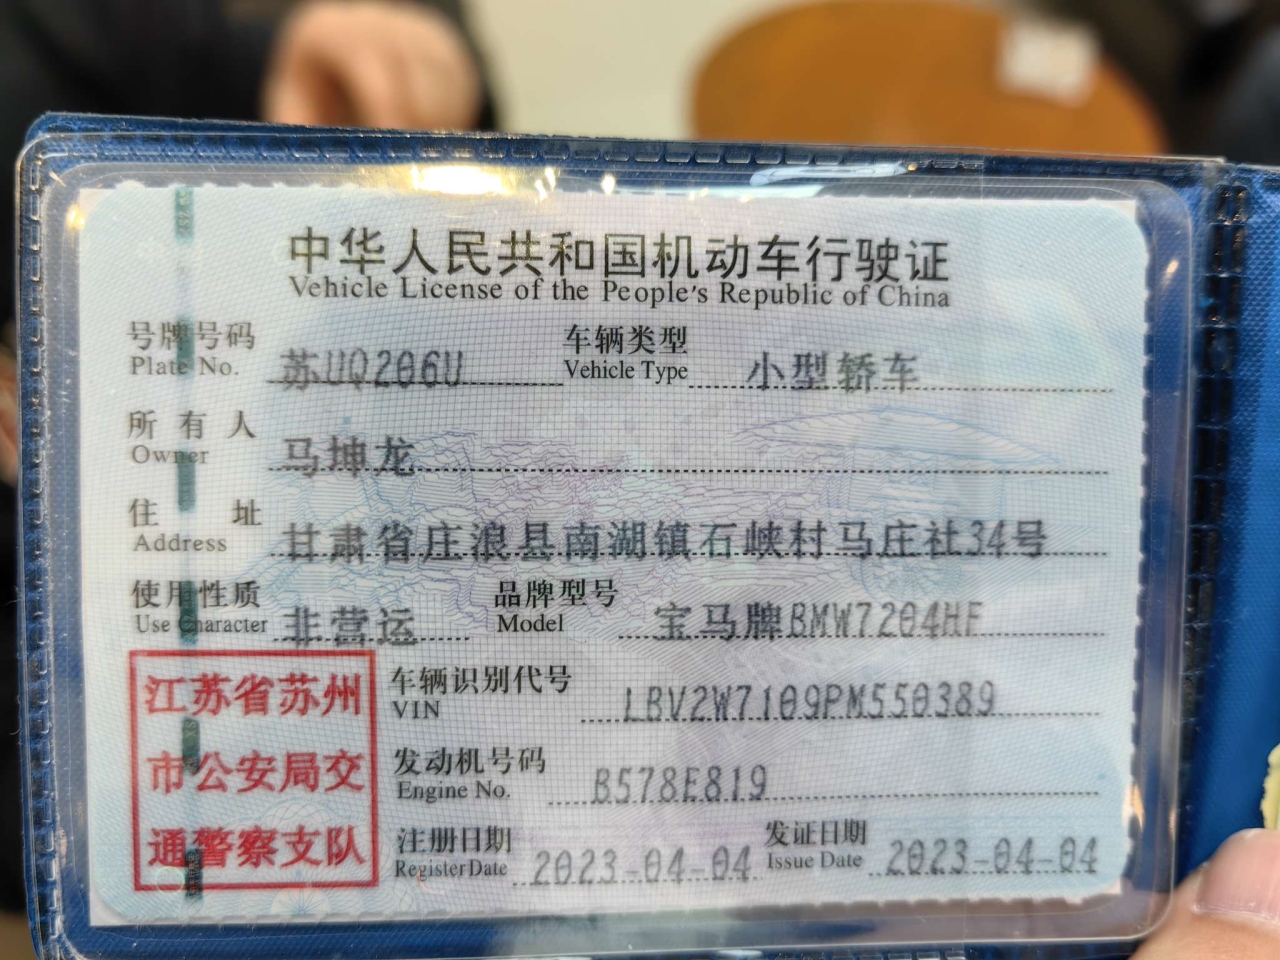 中华人民共和国机动车行驶证
Vehicle License of the People's Republic of China
号牌号码 苏UQ206U 车辆类型 小型轿车
Plate No. Vehicle Type
所有人 马坤龙
Owner
住址 甘肃省庄浪县南湖镇石峡村马庄社34号
Address
使用性质 非营运 品牌型号 宝马牌BMW7204HF
Use Character Model
江苏省苏州
市公安局交
通警察支队
车辆识别代号 LBV2W7109PM550389
VIN
发动机号码 B578E819
Engine No.
注册日期 2023-04-04 发证日期 2023-04-04
Register Date Issue Date